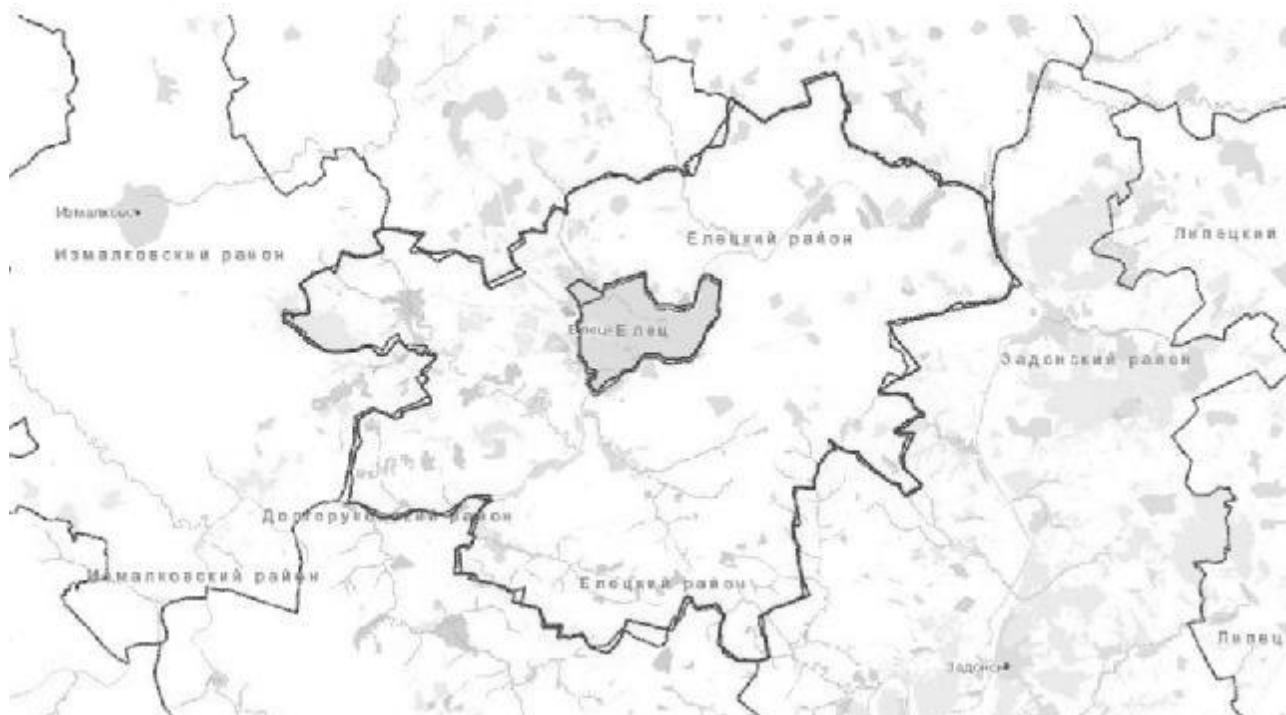 Измалково
Елецкий район
Липецкий
Измалковский район
Елец
Задонский район
Долгоруковский район
Измалковский район
Елецкий район
Липец
Задонск